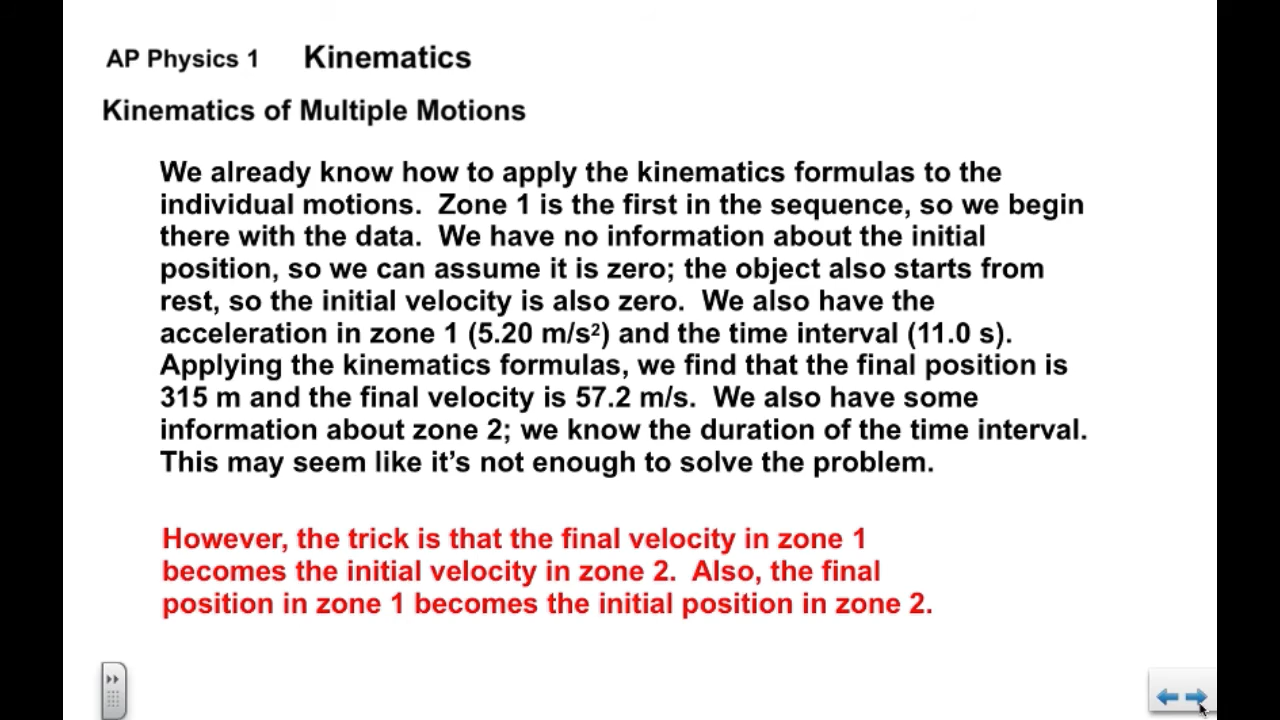 AP Physics 1 Kinematics
Kinematics of Multiple Motions
We already know how to apply the kinematics formulas to the
individual motions. Zone 1 is the first in the sequence, so we begin
there with the data. We have no information about the initial
position, so we can assume it is zero; the object also starts from
rest, so the initial velocity is also zero. We also have the
acceleration in zone 1 (5.20 m/s²) and the time interval (11.0 s).
Applying the kinematics formulas, we find that the final position is
315 m and the final velocity is 57.2 m/s. We also have some
information about zone 2; we know the duration of the time interval.
This may seem like it’s not enough to solve the problem.
However, the trick is that the final velocity in zone 1
becomes the initial velocity in zone 2. Also, the final
position in zone 1 becomes the initial position in zone 2.